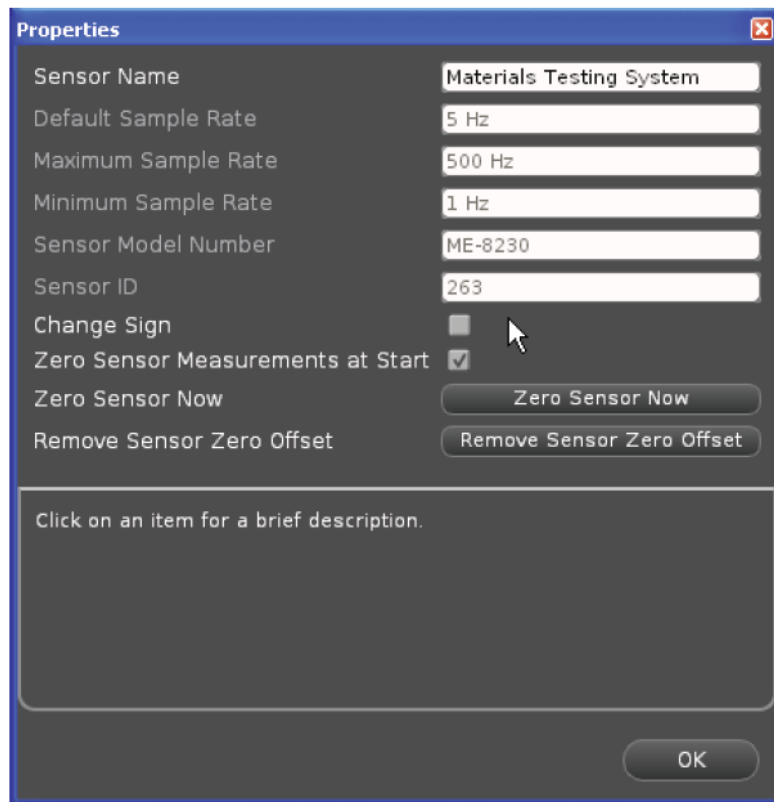 Properties
Sensor Name Materials Testing System
Default Sample Rate 5 Hz
Maximum Sample Rate 500 Hz
Minimum Sample Rate 1 Hz
Sensor Model Number ME-8230
Sensor ID 263
Change Sign
Zero Sensor Measurements at Start
Zero Sensor Now Zero Sensor Now
Remove Sensor Zero Offset Remove Sensor Zero Offset
Click on an item for a brief description.
OK